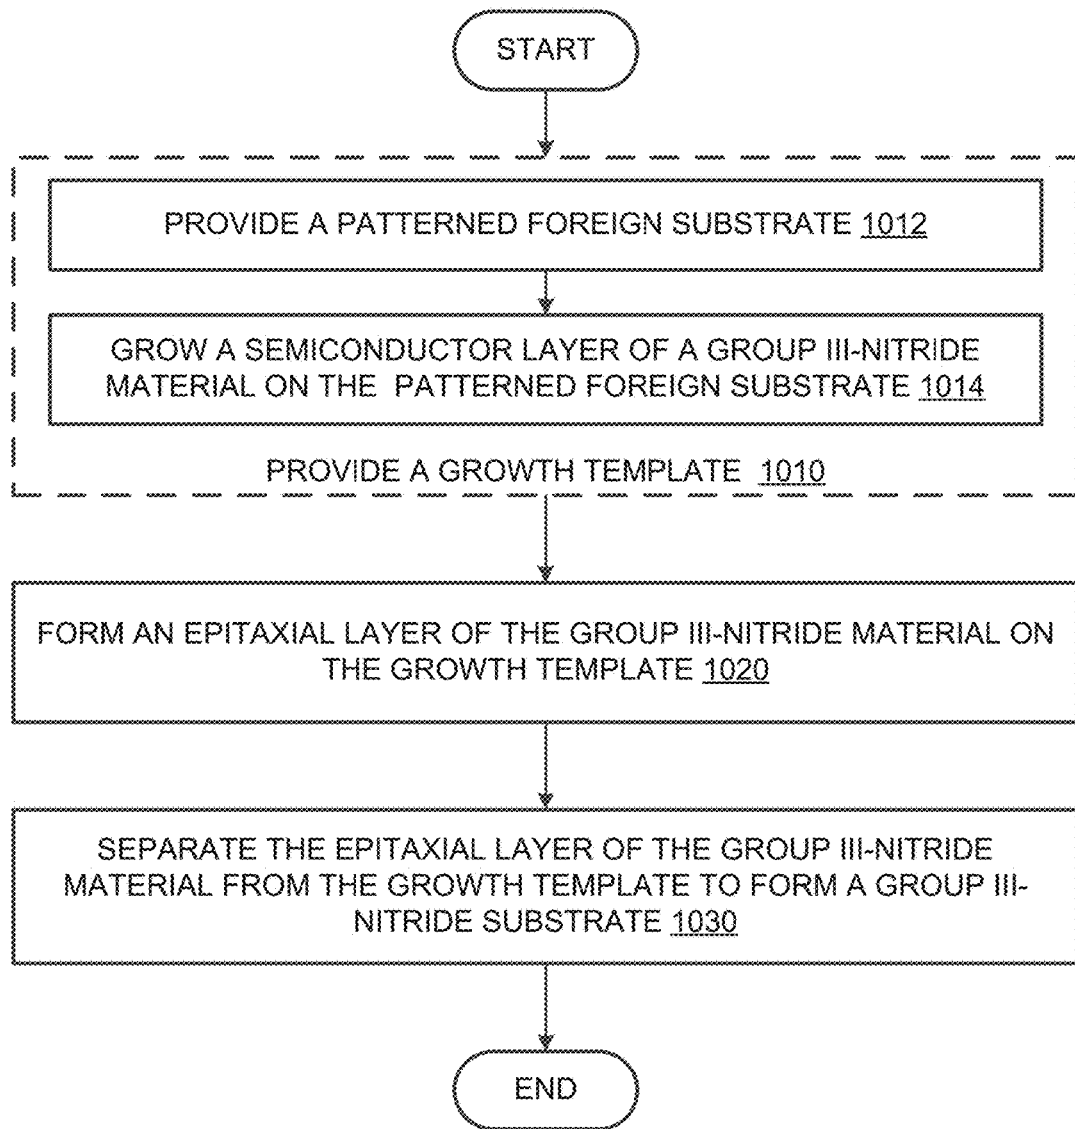 START
PROVIDE A PATTERNED FOREIGN SUBSTRATE 1012
GROW A SEMICONDUCTOR LAYER OF A GROUP III-NITRIDE
MATERIAL ON THE PATTERNED FOREIGN SUBSTRATE 1014
PROVIDE A GROWTH TEMPLATE 1010
FORM AN EPITAXIAL LAYER OF THE GROUP III-NITRIDE MATERIAL ON
THE GROWTH TEMPLATE 1020
SEPARATE THE EPITAXIAL LAYER OF THE GROUP III-NITRIDE
MATERIAL FROM THE GROWTH TEMPLATE TO FORM A GROUP III-
NITRIDE SUBSTRATE 1030
END